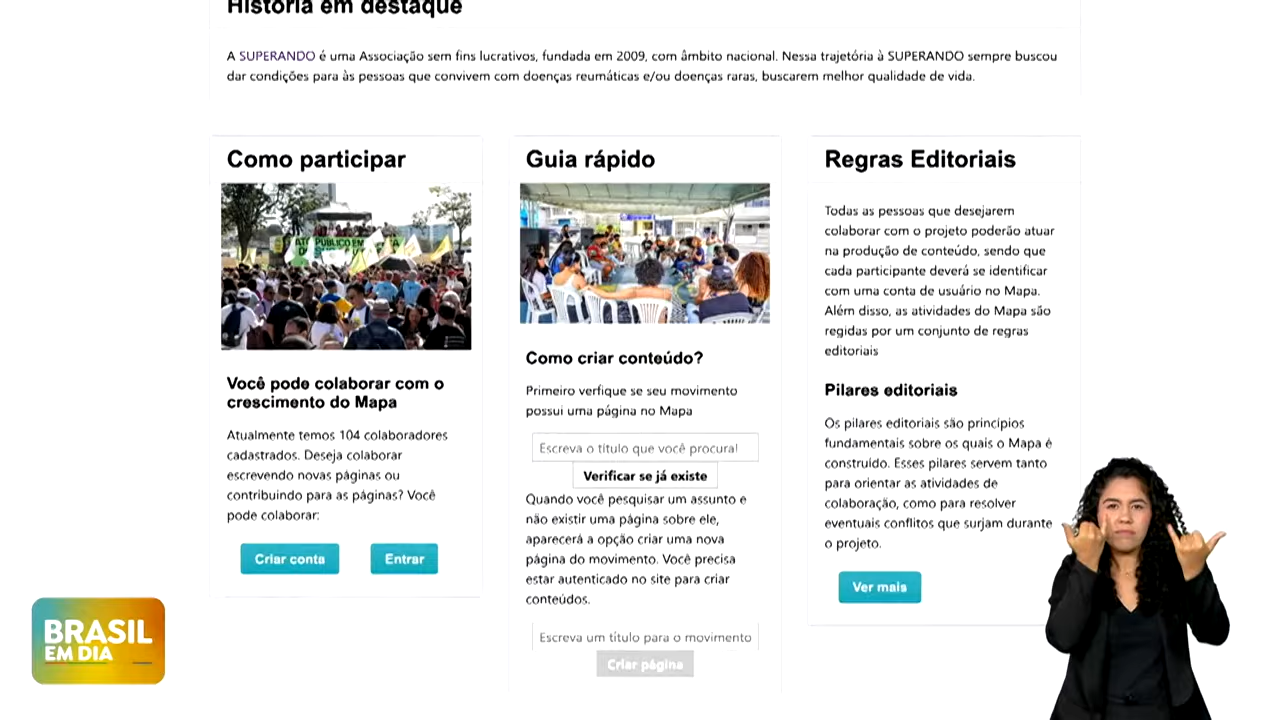 História em destaque
A SUPERANDO é uma Associação sem fins lucrativos, fundada em 2009, com âmbito nacional. Nessa trajetória à SUPERANDO sempre buscou
dar condições para às pessoas que convivem com doenças reumáticas e/ou doenças raras, buscarem melhor qualidade de vida.
Como participar
Você pode colaborar com o
crescimento do Mapa
Atualmente temos 104 colaboradores
cadastrados. Deseja colaborar
escrevendo novas páginas ou
contribuindo para as páginas? Você
pode colaborar:
Criar conta
Entrar
Guia rápido
Como criar conteúdo?
Primeiro verfique se seu movimento
possui uma página no Mapa
Escreva o título que você procura!
Verificar se já existe
Quando você pesquisar um assunto e
não existir uma página sobre ele,
aparecerá a opção criar uma nova
página do movimento. Você precisa
estar autenticado no site para criar
conteúdos.
Escreva um título para o movimento
Criar página
Regras Editoriais
Todas as pessoas que desejarem
colaborar com o projeto poderão atuar
na produção de conteúdo, sendo que
cada participante deverá se identificar
com uma conta de usuário no Mapa.
Além disso, as atividades do Mapa são
regidas por um conjunto de regras
editoriais
Pilares editoriais
Os pilares editoriais são princípios
fundamentais sobre os quais o Mapa é
construído. Esses pilares servem tanto
para orientar as atividades de
colaboração, como para resolver
eventuais conflitos que surjam durante
o projeto.
Ver mais
BRASIL
EM DIA